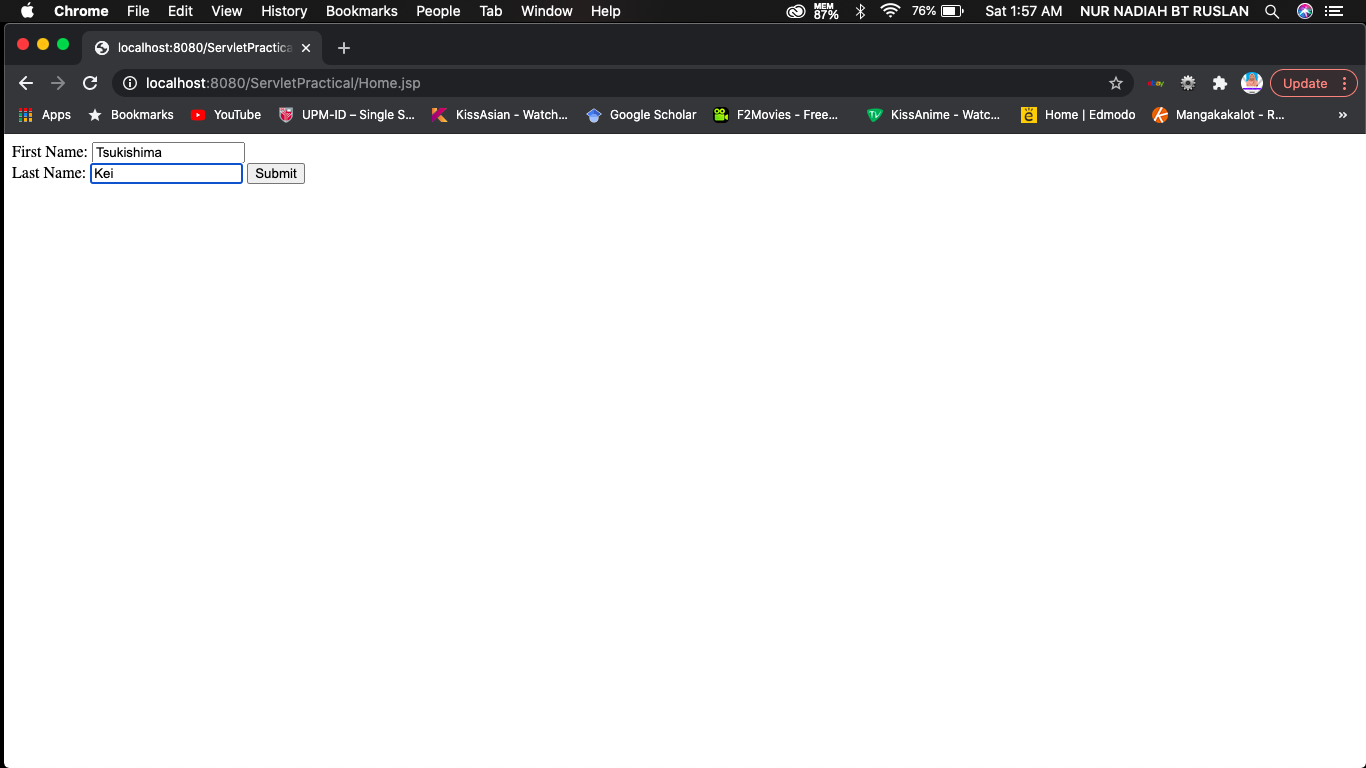 Chrome File Edit View History Bookmarks People Tab Window Help MEM 87% 76% Sat 1:57 AM NUR NADIAH BT RUSLAN
localhost:8080/ServletPractica
localhost:8080/ServletPractical/Home.jsp Update
Apps Bookmarks YouTube UPM-ID – Single S... KissAsian - Watch... Google Scholar F2Movies - Free... KissAnime - Watc... Home | Edmodo Mangakakalot - R... »
First Name: Tsukishima
Last Name: Kei Submit